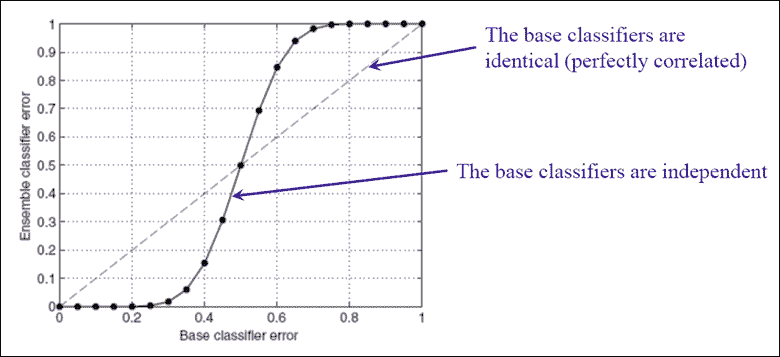 1
0.9
0.8
0.7
0.6
0.5
0.4
0.3
0.2
0.1
0
Ensemble classifier error
0 0.2 0.4 0.6 0.8 1
Base classifier error
The base classifiers are
identical (perfectly correlated)
The base classifiers are independent